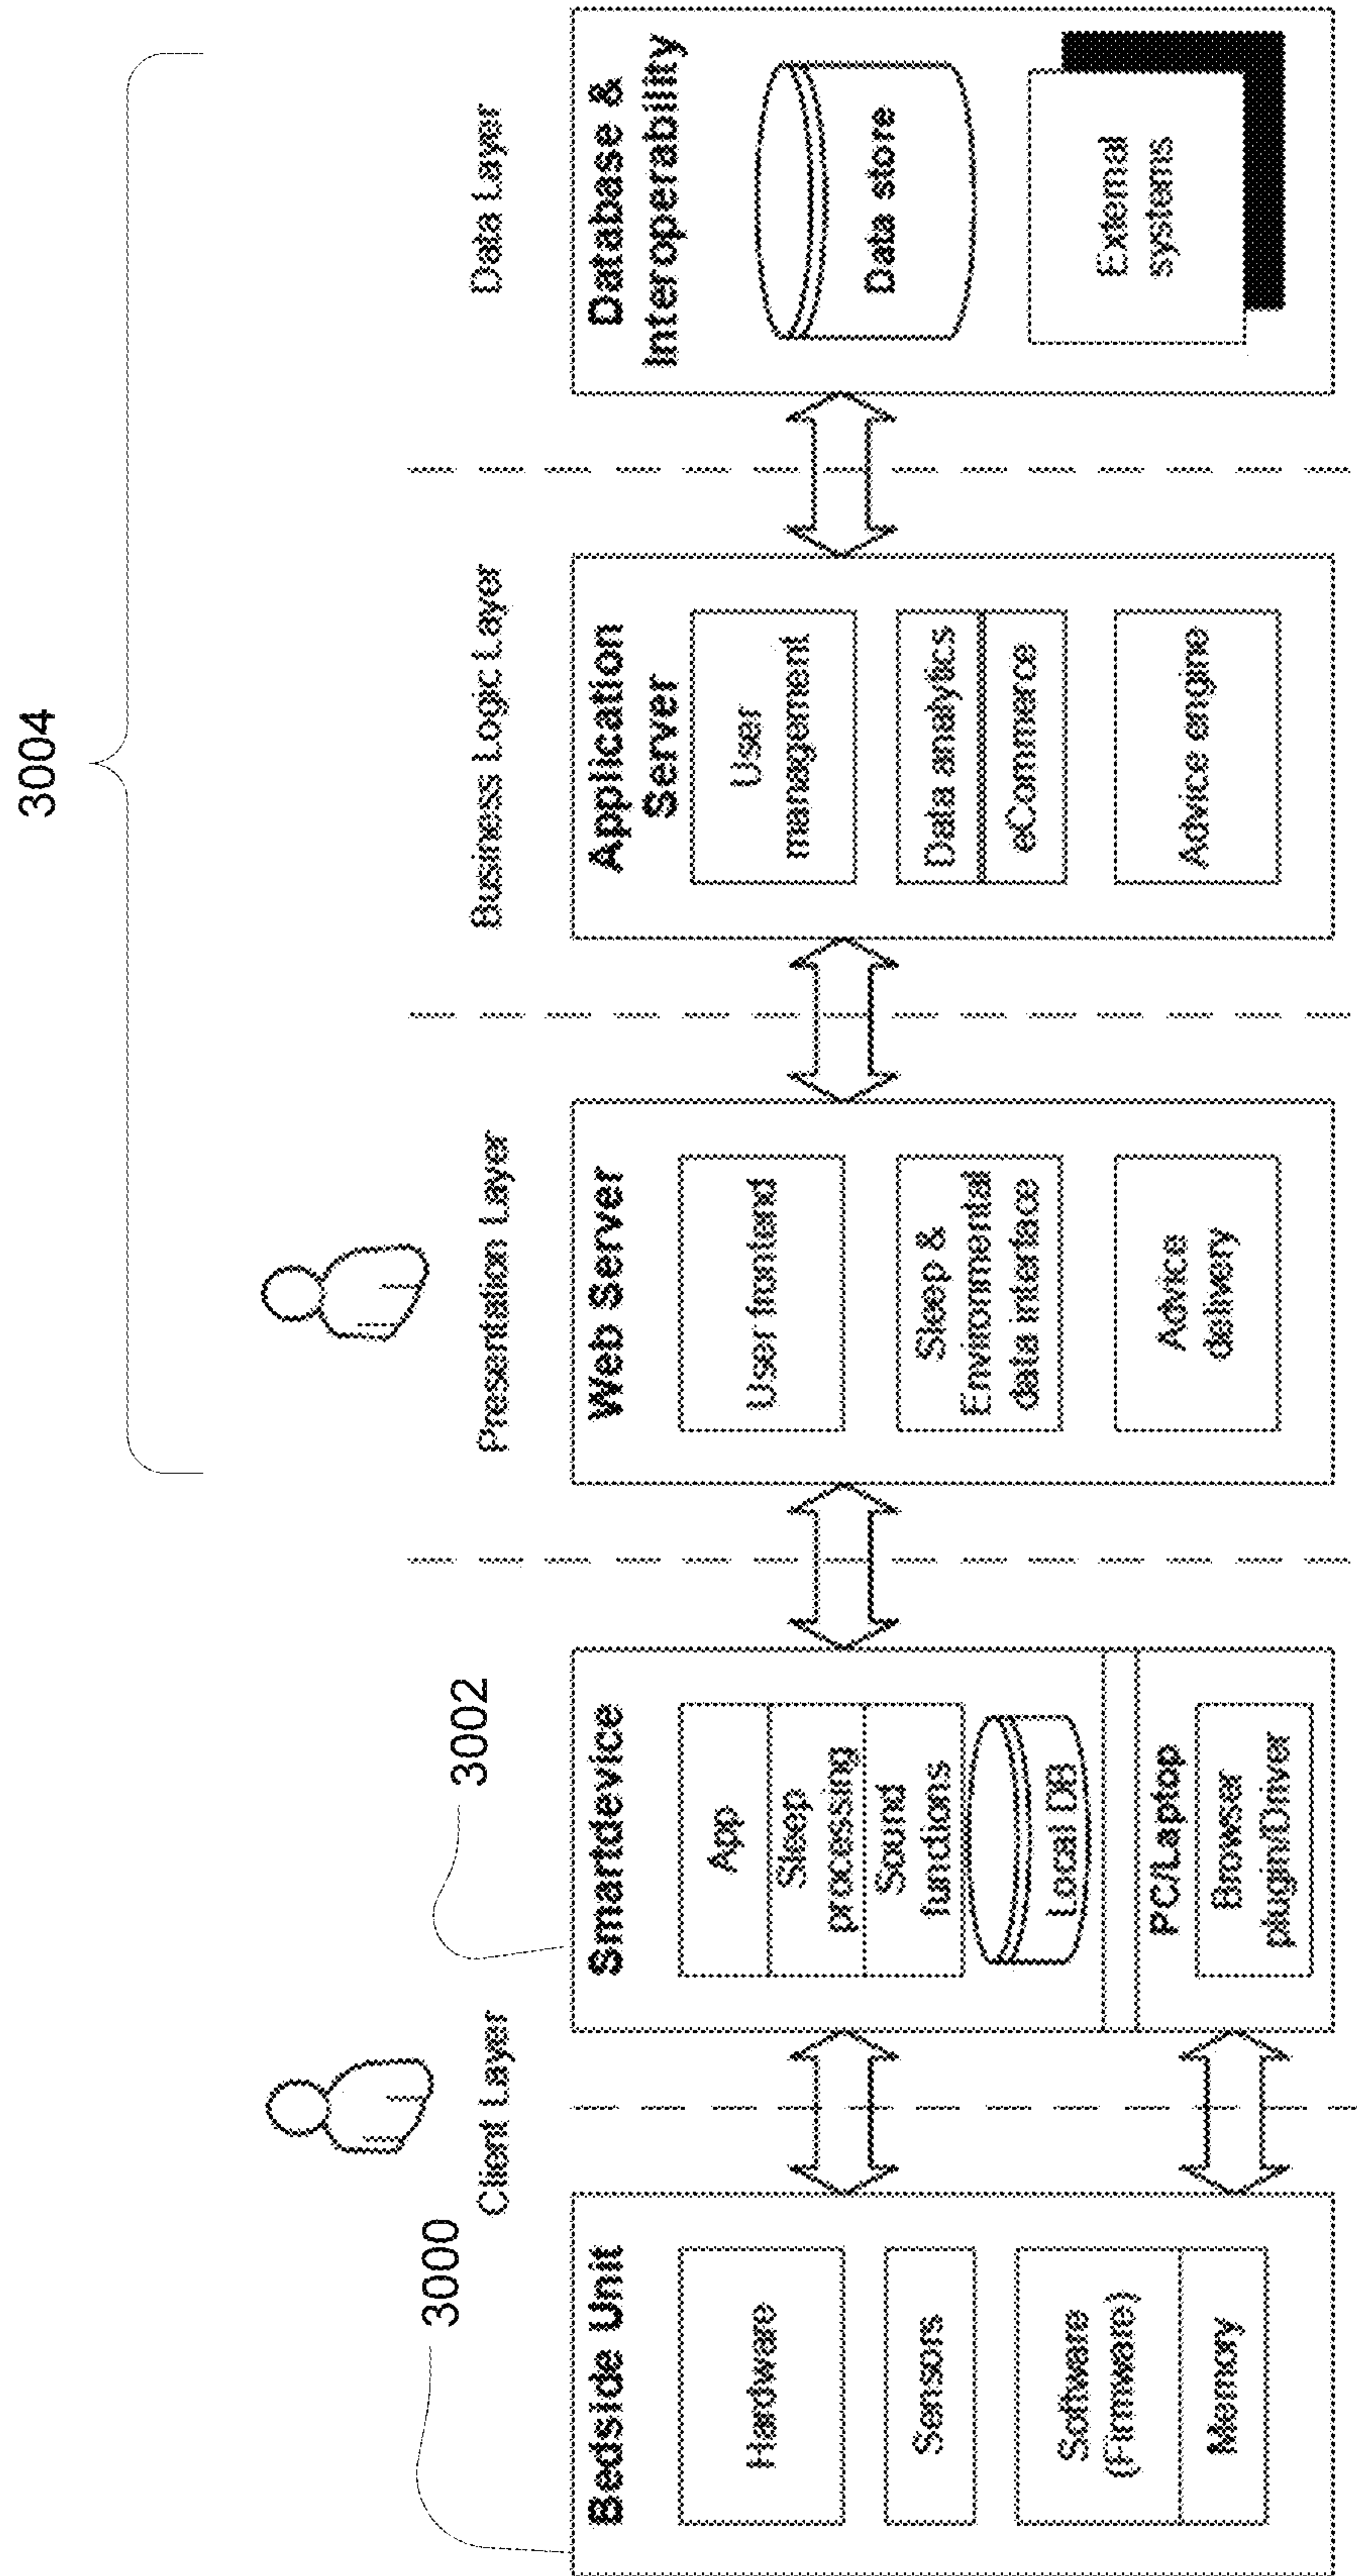 3004
3000
Client Layer
3002
Presentation Layer
Business Logic Layer
Data Layer
Bedside Unit
Hardware
Sensors
Software
(Firmware)
Memory
Smartdevice
App
Sleep
processing
Sound
functions
Local DB
PC/Laptop
Browser
plugin/Driver
Web Server
User frontend
Sleep &
Environmental
data interface
Advice
delivery
Application
Server
User
management
Data analytics
eCommerce
Advice engine
Database &
Interoperability
Data store
External
systems